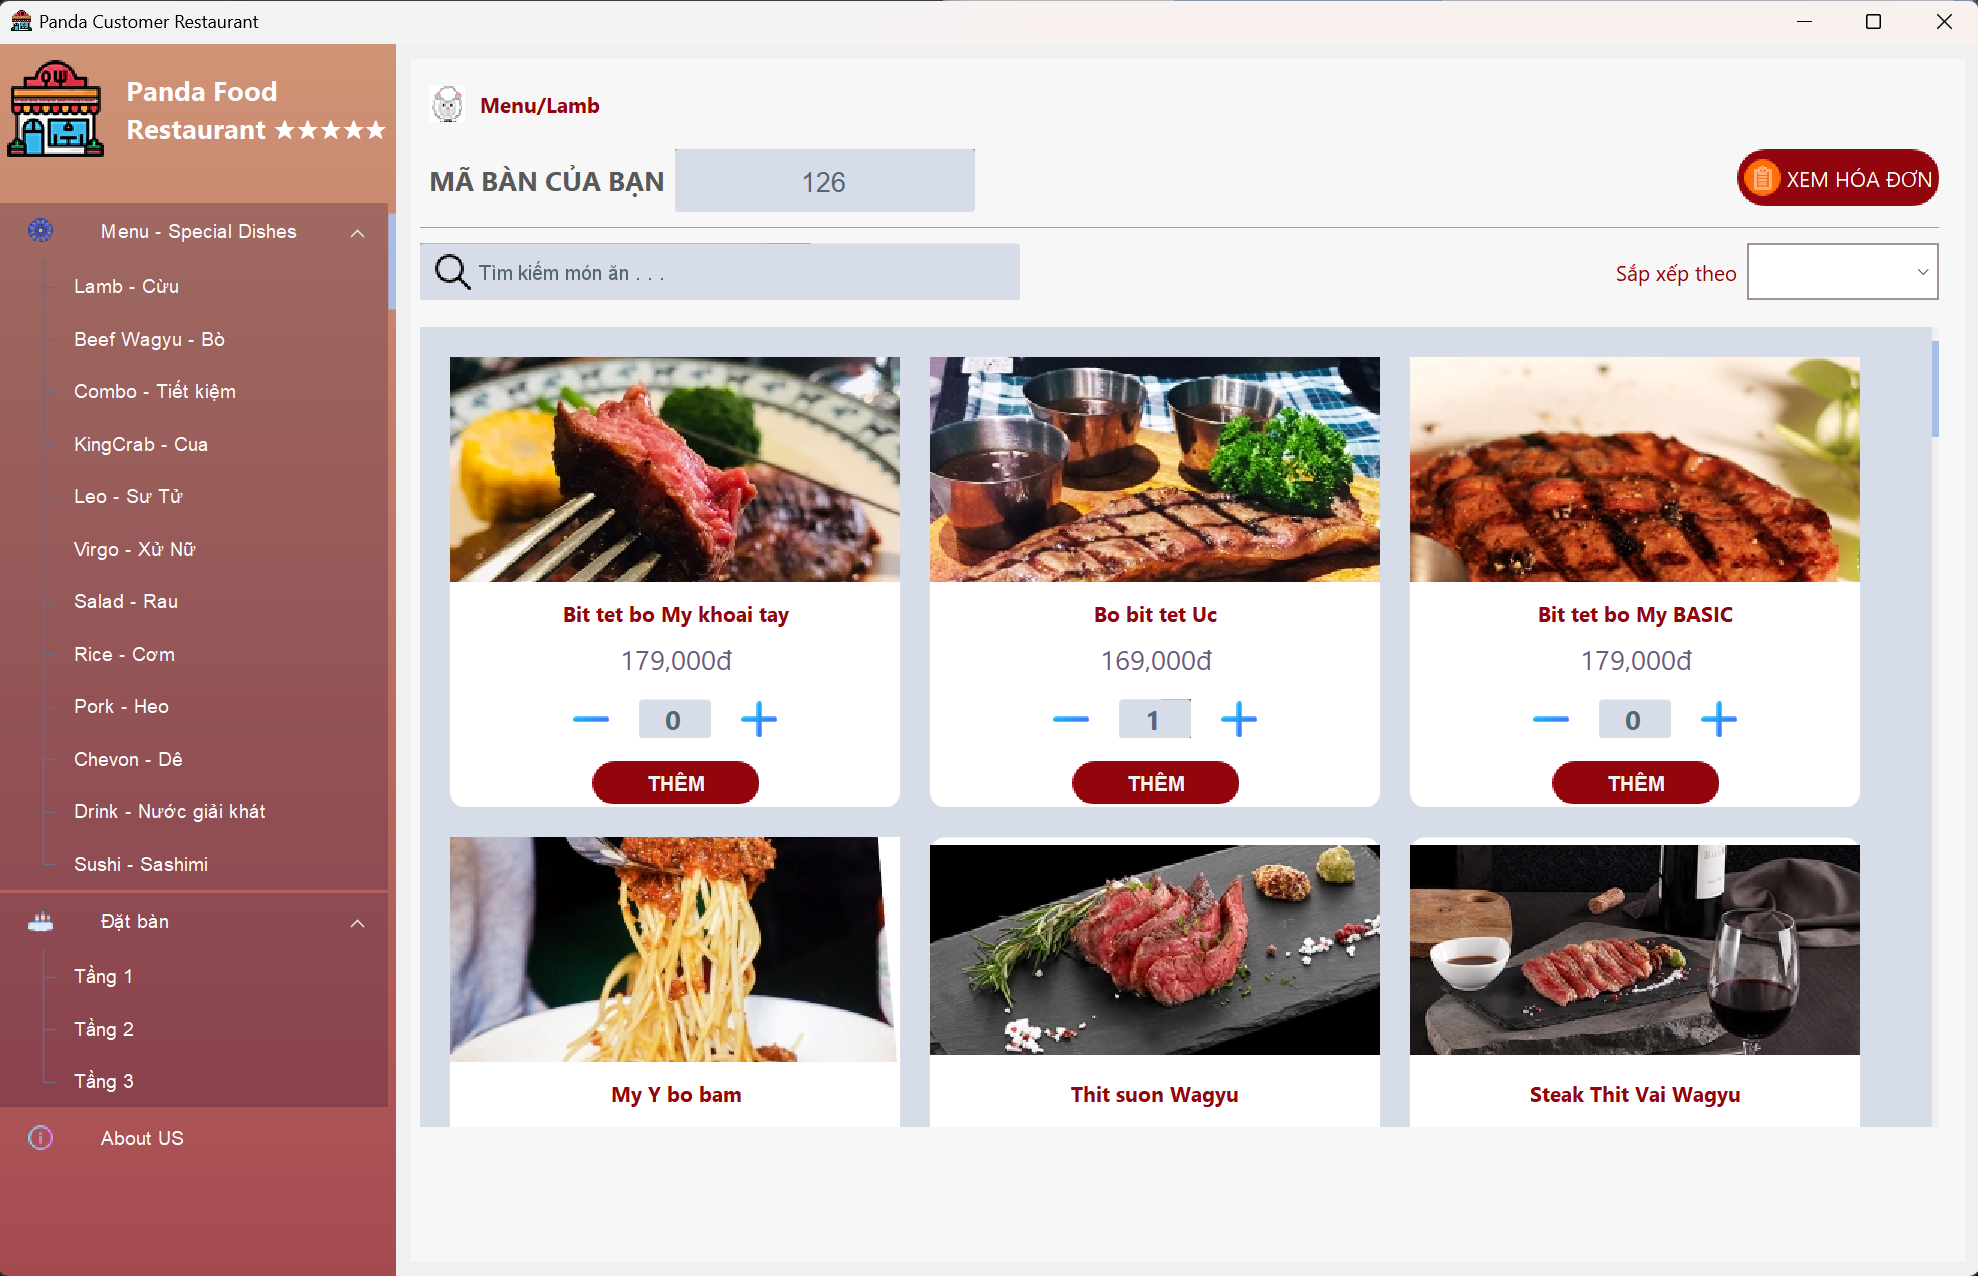 Panda Customer Restaurant
Panda Food
Restaurant ★★★★★
Menu - Special Dishes
Lamb - Cừu
Beef Wagyu - Bò
Combo - Tiết kiệm
KingCrab - Cua
Leo - Sư Tử
Virgo - Xử Nữ
Salad - Rau
Rice - Cơm
Pork - Heo
Chevon - Dê
Drink - Nước giải khát
Sushi - Sashimi
Đặt bàn
Tầng 1
Tầng 2
Tầng 3
About US
Menu/Lamb
MÃ BÀN CỦA BẠN 126
XEM HÓA ĐƠN
Tìm kiếm món ăn . . .
Sắp xếp theo
Bit tet bo My khoai tay
179,000đ
0
THÊM
Bo bit tet Uc
169,000đ
1
THÊM
Bit tet bo My BASIC
179,000đ
0
THÊM
My Y bo bam
Thit suon Wagyu
Steak Thit Vai Wagyu